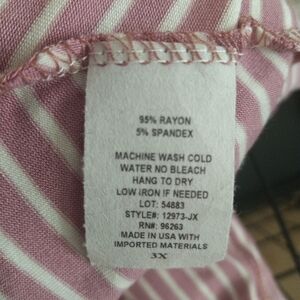 95% RAYON
5% SPANDEX
MACHINE WASH COLD
WATER NO BLEACH
HANG TO DRY
LOW IRON IF NEEDED
LOT: 54883
STYLE#: 12973-JX
RN#: 96263
MADE IN USA WITH
IMPORTED MATERIALS
3X